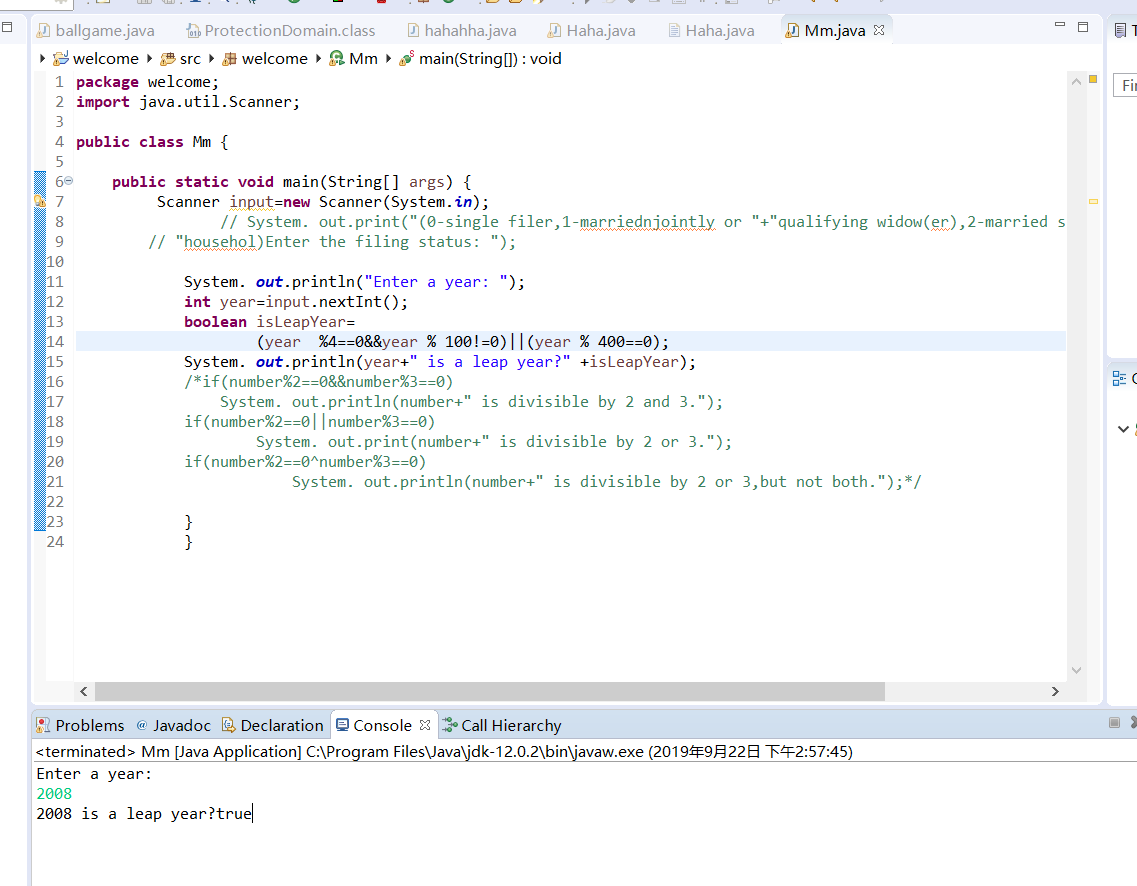 ballgame.java ProtectionDomain.class hahahha.java Haha.java Haha.java Mm.java
welcome src welcome Mm main(String[]) : void
1 package welcome;
2 import java.util.Scanner;
3
4 public class Mm {
5
6 public static void main(String[] args) {
7 Scanner input=new Scanner(System.in);
8 // System. out.print("(0-single filer,1-marriednjointly or "+"qualifying widow(er),2-married s
9 // "househol)Enter the filing status: ");
10
11 System. out.println("Enter a year: ");
12 int year=input.nextInt();
13 boolean isLeapYear=
14 (year %4==0&&year % 100!=0)||(year % 400==0);
15 System. out.println(year+" is a leap year?" +isLeapYear);
16 /*if(number%2==0&&number%3==0)
17 System. out.println(number+" is divisible by 2 and 3.");
18 if(number%2==0||number%3==0)
19 System. out.print(number+" is divisible by 2 or 3.");
20 if(number%2==0^number%3==0)
21 System. out.println(number+" is divisible by 2 or 3,but not both.");*/
22
23 }
24 }
Fi
Problems @ Javadoc Declaration Console Call Hierarchy
<terminated> Mm [Java Application] C:\Program Files\Java\jdk-12.0.2\bin\javaw.exe (2019年9月22日 下午2:57:45)
Enter a year:
2008
2008 is a leap year?true